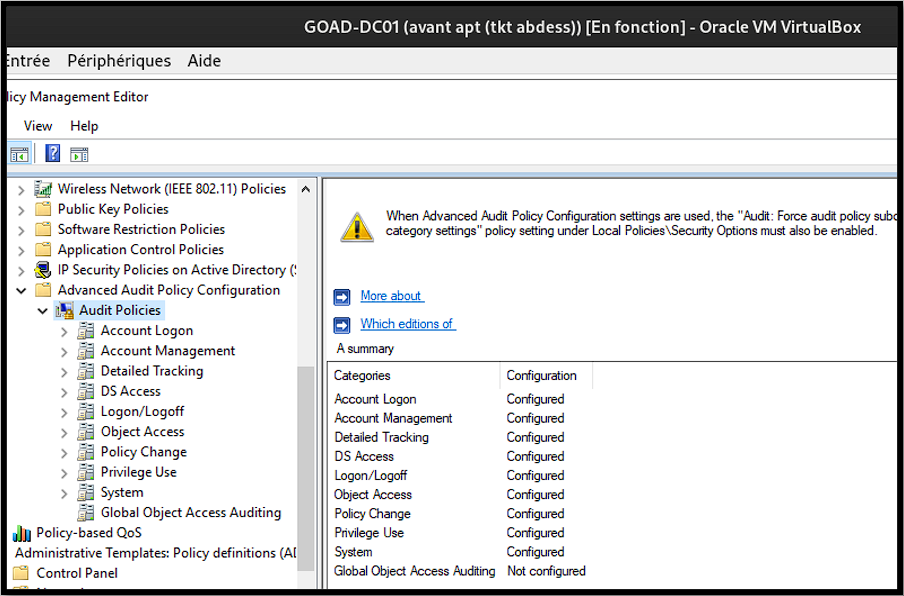 GOAD-DC01 (avant apt (tkt abdess)) [En fonction] - Oracle VM VirtualBox
Entrée Périphériques Aide
licy Management Editor
View Help
Wireless Network (IEEE 802.11) Policies
Public Key Policies
Software Restriction Policies
Application Control Policies
IP Security Policies on Active Directory (
Advanced Audit Policy Configuration
Audit Policies
Account Logon
Account Management
Detailed Tracking
DS Access
Logon/Logoff
Object Access
Policy Change
Privilege Use
System
Global Object Access Auditing
Policy-based QoS
Administrative Templates: Policy definitions (AD
Control Panel
When Advanced Audit Policy Configuration settings are used, the "Audit: Force audit policy subc
category settings" policy setting under Local Policies\Security Options must also be enabled.
More about
Which editions of
A summary
Categories Configuration
Account Logon Configured
Account Management Configured
Detailed Tracking Configured
DS Access Configured
Logon/Logoff Configured
Object Access Configured
Policy Change Configured
Privilege Use Configured
System Configured
Global Object Access Auditing Not configured